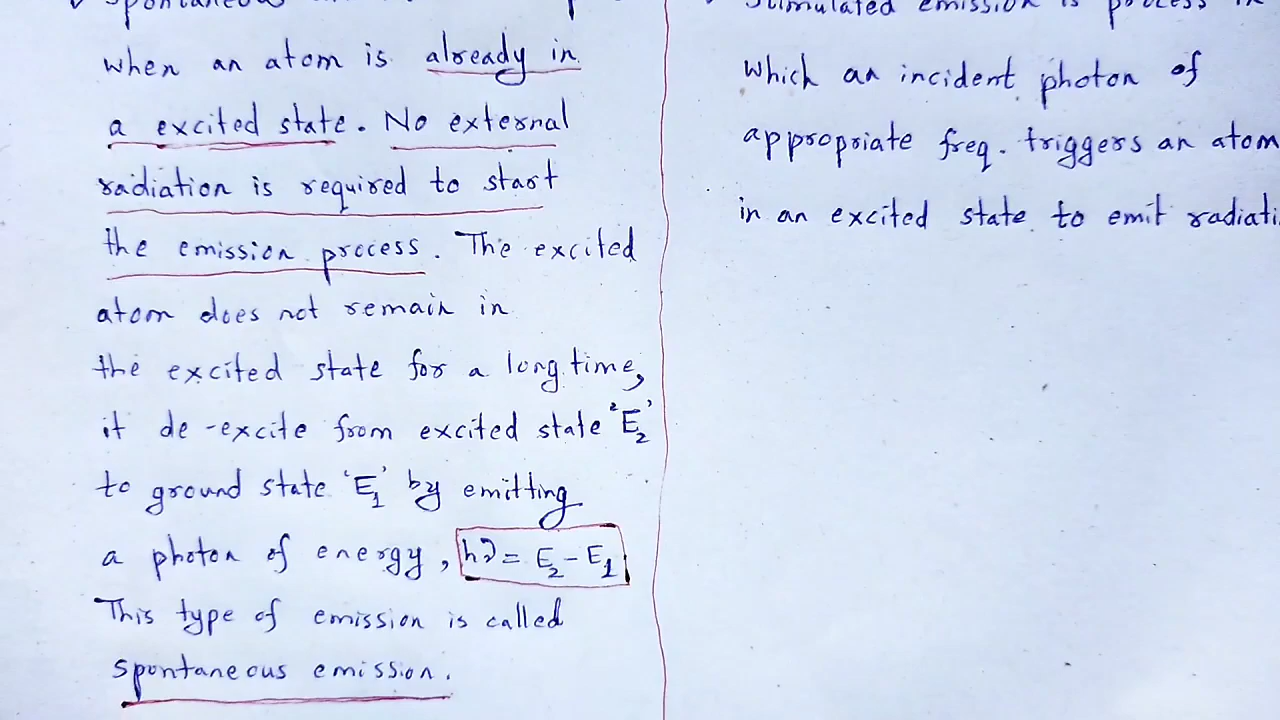 spontaneous
when an atom is already in
a excited state. No external
radiation is required to start
the emission process. The excited
atom does not remain in
the excited state for a long time,
it de-excite from excited state 'E₂'
to ground state 'E₁' by emitting
a photon of energy, hν = E₂ - E₁
This type of emission is called
spontaneous emission.
stimulated emission is process in
which an incident photon of
appropriate freq. triggers an atom
in an excited state to emit radiati